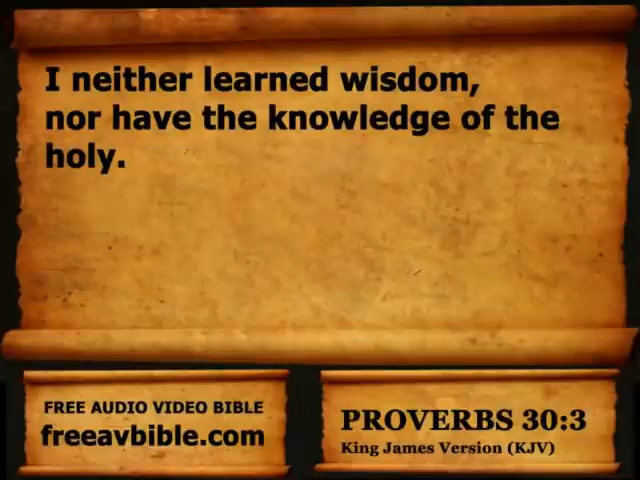 I neither learned wisdom,
nor have the knowledge of the
holy.
FREE AUDIO VIDEO BIBLE
freeavbible.com
PROVERBS 30:3
King James Version (KJV)